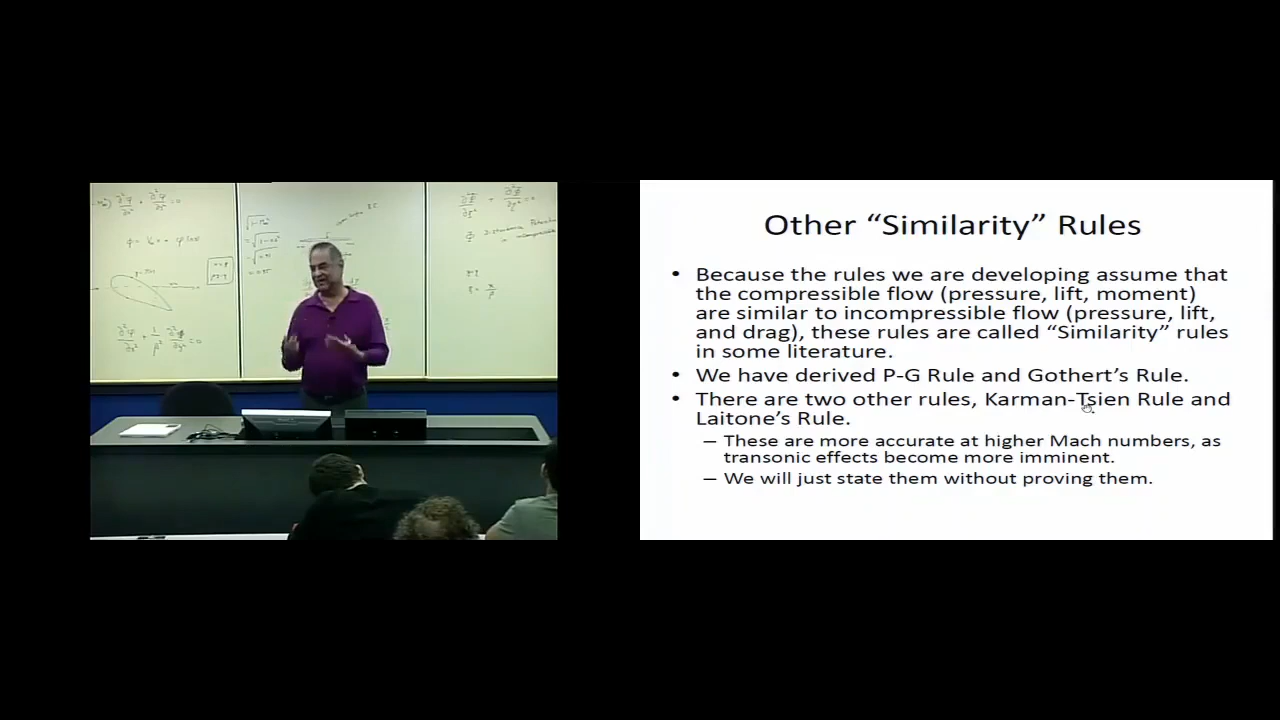 Other “Similarity” Rules
• Because the rules we are developing assume that
the compressible flow (pressure, lift, moment)
are similar to incompressible flow (pressure, lift,
and drag), these rules are called “Similarity” rules
in some literature.
• We have derived P-G Rule and Gothert’s Rule.
• There are two other rules, Karman-Tsien Rule and
Laitone’s Rule.
– These are more accurate at higher Mach numbers, as
transonic effects become more imminent.
– We will just state them without proving them.